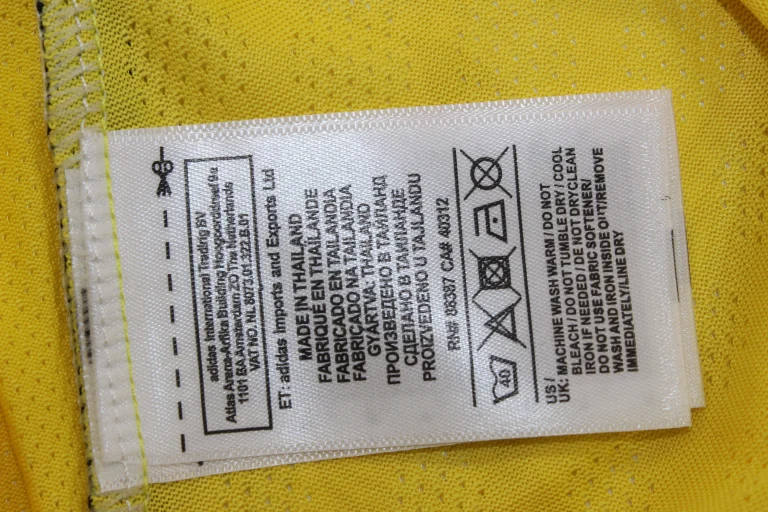 adidas International Trading BV
Atlas Arena-Afrika Building Hoogoorddreef 9a
1101 BA Amsterdam ZO The Netherlands
VAT NO. NL 8073.01.322.B.01
ET: adidas Imports and Exports Ltd
MADE IN THAILAND
FABRIQUÉ EN THAÏLANDE
FABRICADO EN TAILANDIA
FABRICADO NA TAILANDIA
GYÁRTVA: THAILAND
ПРОИЗВЕДЕНО В ТАЙЛАНД
СДЕЛАНО В ТАИЛАНДЕ
PROIZVEDENO U TAJLANDU
RN# 88387 CA# 40312
40
US /
UK: MACHINE WASH WARM / DO NOT
BLEACH / DO NOT TUMBLE DRY / COOL
IRON IF NEEDED / DE NOT DRYCLEAN
DO NOT USE FABRIC SOFTENER/
WASH AND IRON INSIDE OUT/REMOVE
IMMEDIATELY/LINE DRY